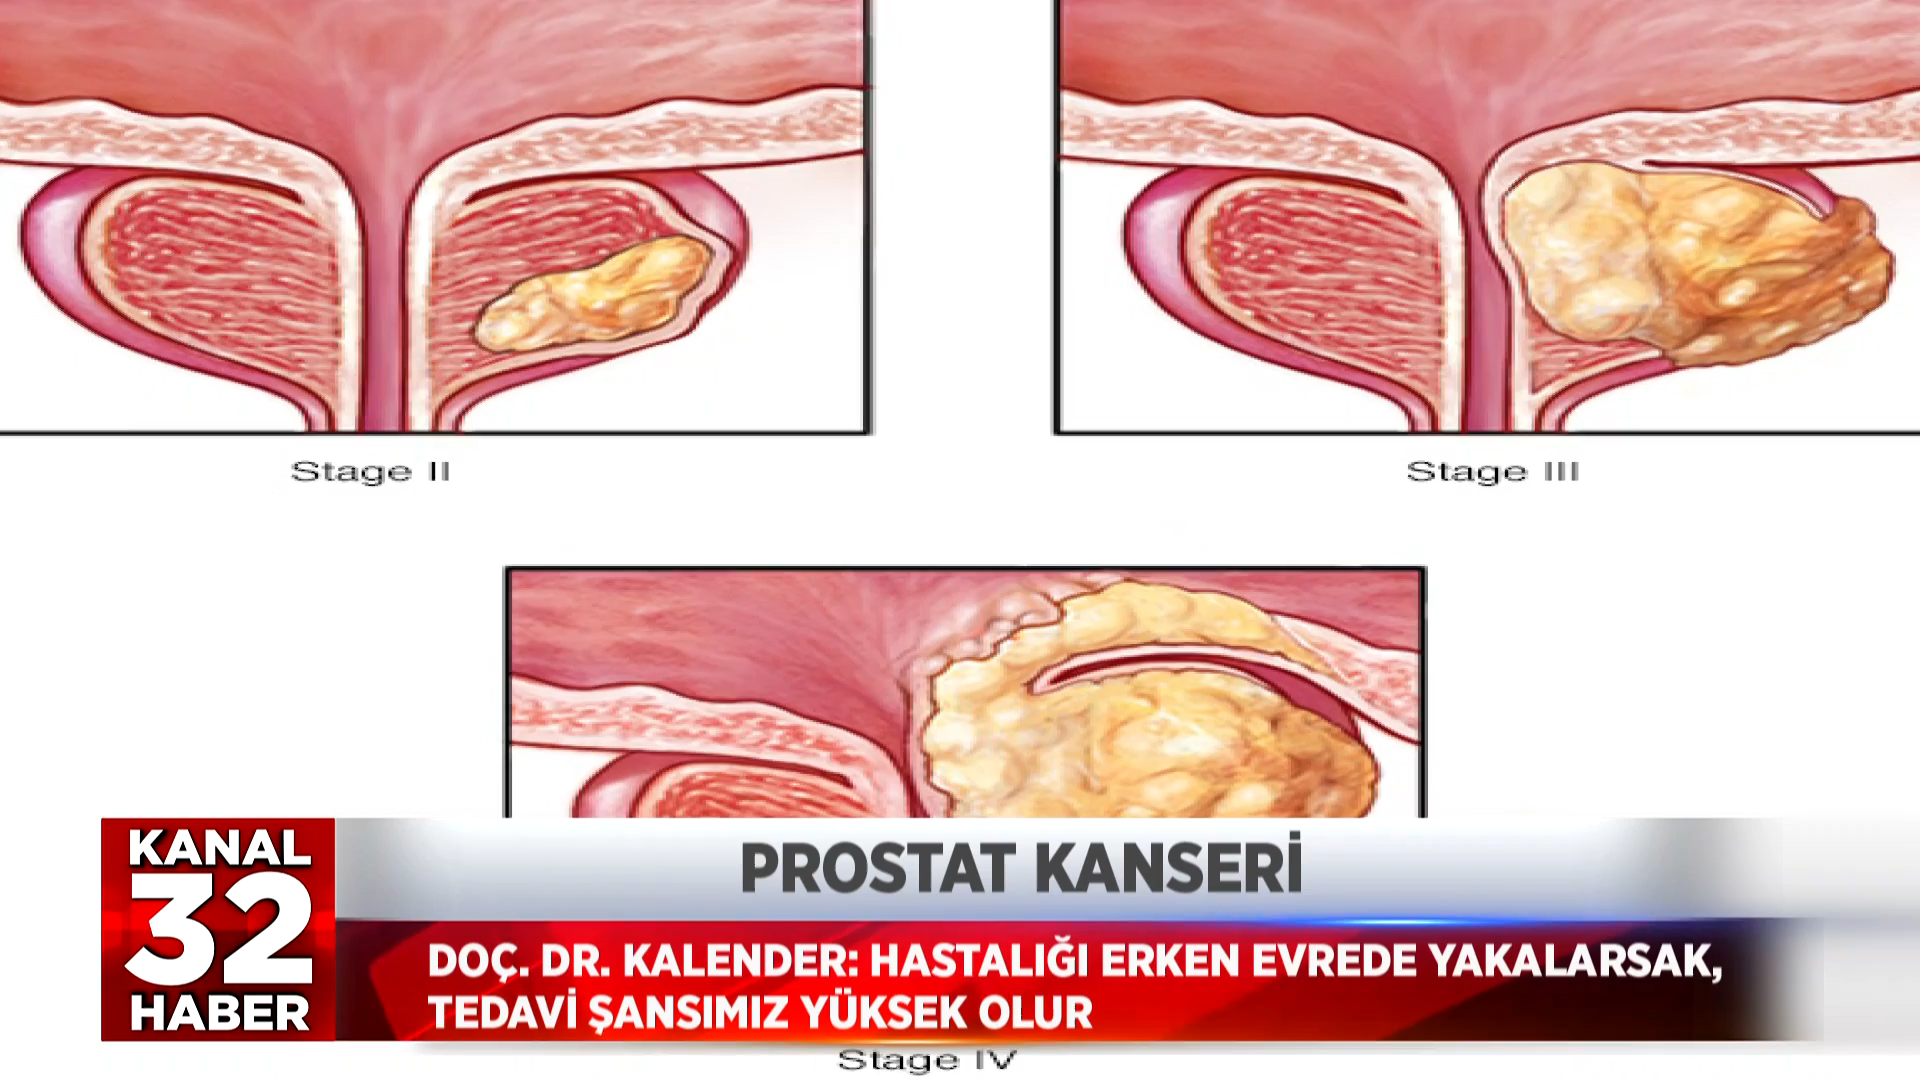 Stage II
Stage III
KANAL
32
HABER
PROSTAT KANSERİ
DOÇ. DR. KALENDER: HASTALIĞI ERKEN EVREDE YAKALARSAK,
TEDAVİ ŞANSIMIZ YÜKSEK OLUR
Stage IV